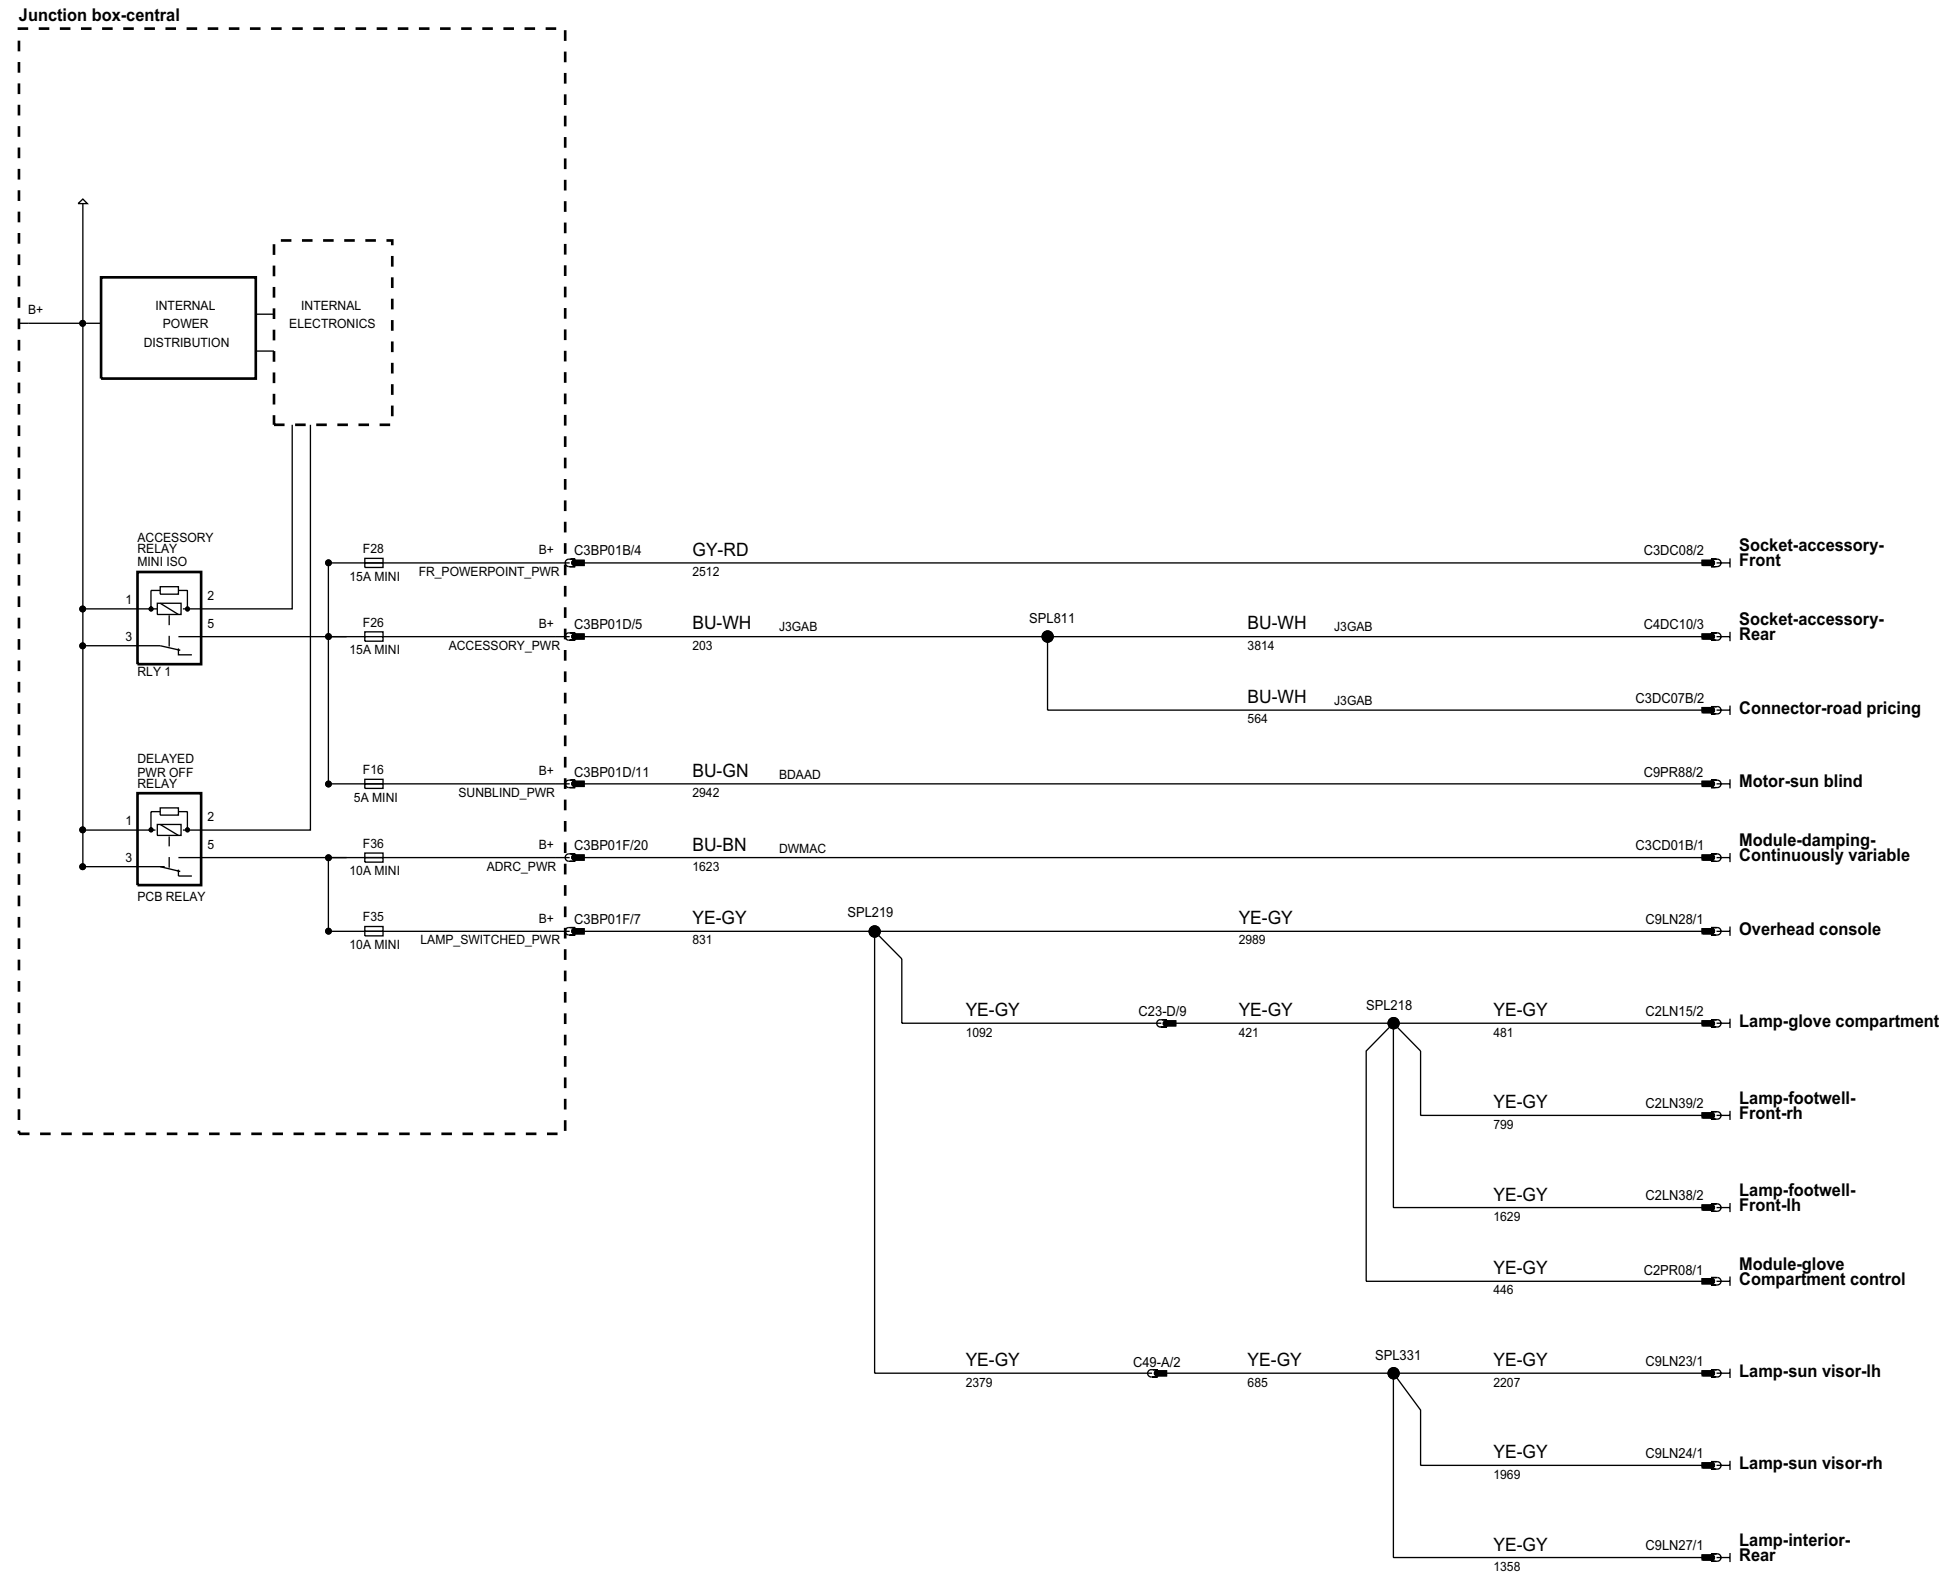 Junction box-central
B+
INTERNAL
POWER
DISTRIBUTION
INTERNAL
ELECTRONICS
ACCESSORY
RELAY
MINI ISO
1
2
3
5
RLY 1
DELAYED
PWR OFF
RELAY
1
2
3
5
PCB RELAY
F28
15A MINI
B+
FR_POWERPOINT_PWR
C3BP01B/4
GY-RD
2512
C3DC08/2
Socket-accessory-
Front
F26
15A MINI
B+
ACCESSORY_PWR
C3BP01D/5
BU-WH
J3GAB
203
SPL811
BU-WH
J3GAB
3814
C4DC10/3
Socket-accessory-
Rear
BU-WH
J3GAB
564
C3DC07B/2
Connector-road pricing
F16
5A MINI
B+
SUNBLIND_PWR
C3BP01D/11
BU-GN
BDAAD
2942
C9PR88/2
Motor-sun blind
F36
10A MINI
B+
ADRC_PWR
C3BP01F/20
BU-BN
DWMAC
1623
C3CD01B/1
Module-damping-
Continuously variable
F35
10A MINI
B+
LAMP_SWITCHED_PWR
C3BP01F/7
YE-GY
831
SPL219
YE-GY
2989
C9LN28/1
Overhead console
YE-GY
1092
C23-D/9
YE-GY
421
SPL218
YE-GY
481
C2LN15/2
Lamp-glove compartment
YE-GY
799
C2LN39/2
Lamp-footwell-
Front-rh
YE-GY
1629
C2LN38/2
Lamp-footwell-
Front-lh
YE-GY
446
C2PR08/1
Module-glove
Compartment control
YE-GY
2379
C49-A/2
YE-GY
685
SPL331
YE-GY
2207
C9LN23/1
Lamp-sun visor-lh
YE-GY
1969
C9LN24/1
Lamp-sun visor-rh
YE-GY
1358
C9LN27/1
Lamp-interior-
Rear